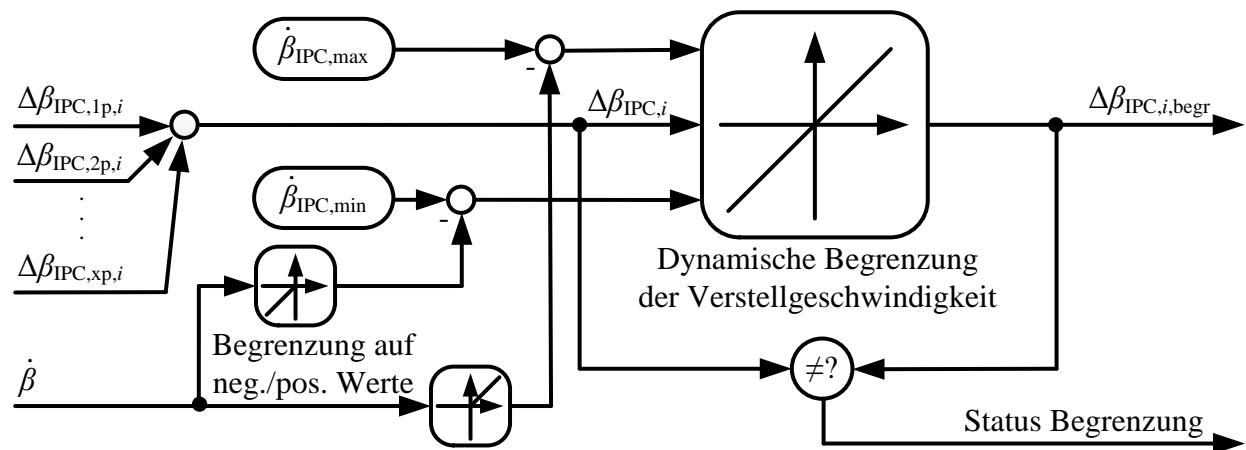 β̇IPC,max
-
ΔβIPC,1p,i
ΔβIPC,i
ΔβIPC,i,begr
ΔβIPC,2p,i
.
.
.
β̇IPC,min
-
ΔβIPC,xp,i
Dynamische Begrenzung
der Verstellgeschwindigkeit
Begrenzung auf
neg./pos. Werte
β̇
≠?
Status Begrenzung